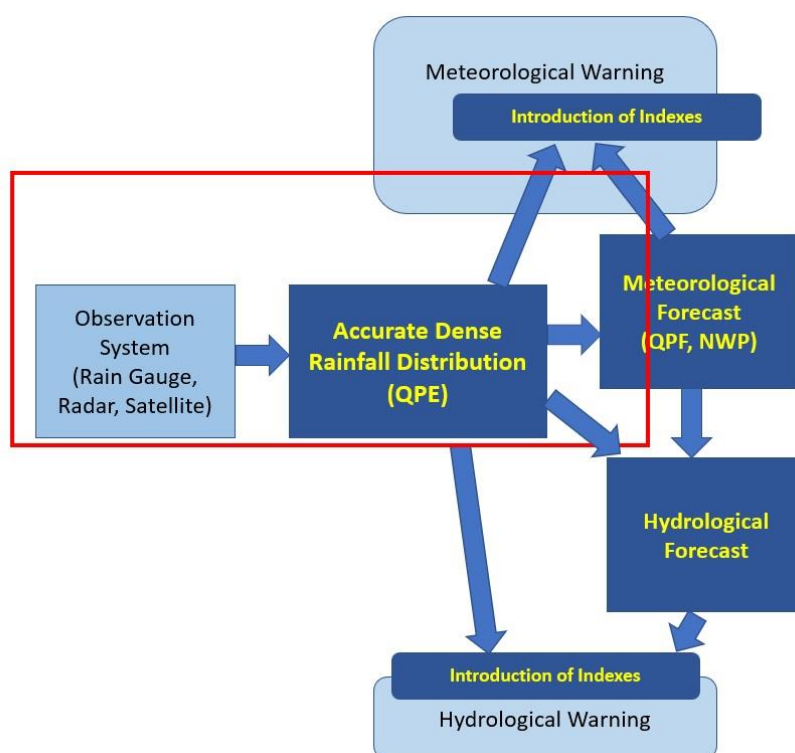 Meteorological Warning
Introduction of Indexes
Observation
System
(Rain Gauge,
Radar, Satellite)
Accurate Dense
Rainfall Distribution
(QPE)
Meteorological
Forecast
(QPF, NWP)
Hydrological
Forecast
Introduction of Indexes
Hydrological Warning